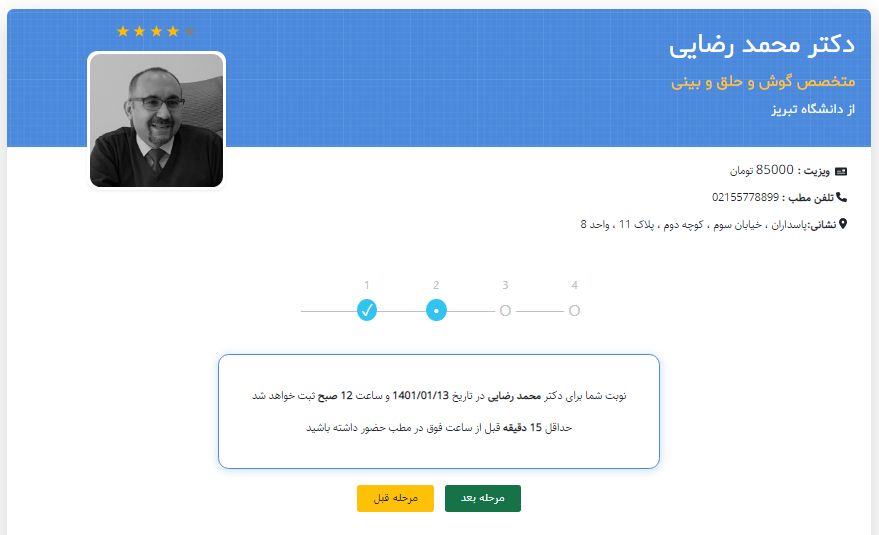 دکتر محمد رضایی
متخصص گوش و حلق و بینی
از دانشگاه تبریز
ویزیت : 85000 تومان
تلفن مطب : 02155778899
نشانی:پاسداران ، خیابان سوم ، کوچه دوم ، پلاک 11 ، واحد 8
1 2 3 4
نوبت شما برای دکتر محمد رضایی در تاریخ 1401/01/13 و ساعت 12 صبح ثبت خواهد شد
حداقل 15 دقیقه قبل از ساعت فوق در مطب حضور داشته باشید
مرحله بعد
مرحله قبل